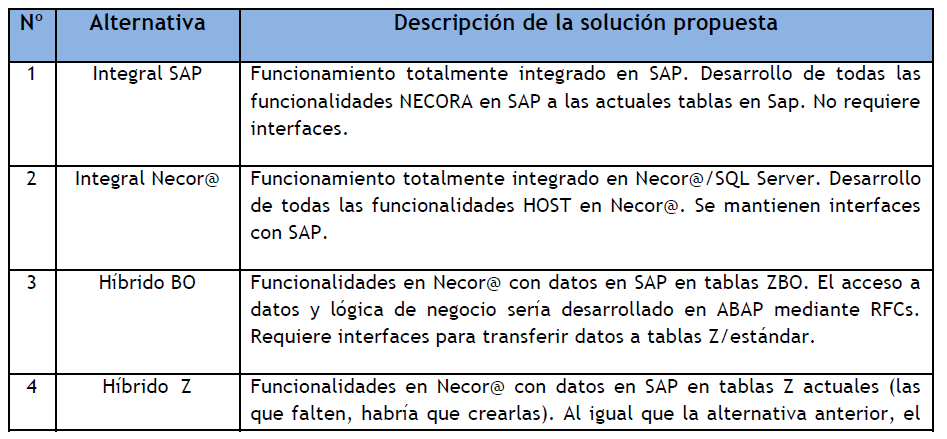 Nº Alternativa Descripción de la solución propuesta
1 Integral SAP Funcionamiento totalmente integrado en SAP. Desarrollo de todas las
funcionalidades NECORA en SAP a las actuales tablas en Sap. No requiere
interfaces.
2 Integral Necor@ Funcionamiento totalmente integrado en Necor@/SQL Server. Desarrollo
de todas las funcionalidades HOST en Necor@. Se mantienen interfaces
con SAP.
3 Híbrido BO Funcionalidades en Necor@ con datos en SAP en tablas ZBO. El acceso a
datos y lógica de negocio sería desarrollado en ABAP mediante RFCs.
Requiere interfaces para transferir datos a tablas Z/estándar.
4 Híbrido Z Funcionalidades en Necor@ con datos en SAP en tablas Z actuales (las
que falten, habría que crearlas). Al igual que la alternativa anterior, el